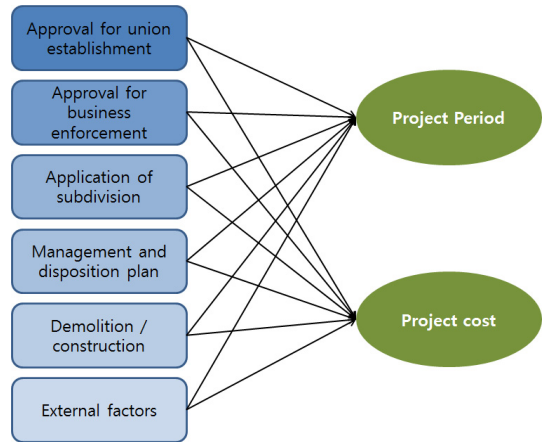 Approval for union
establishment
Approval for
business
enforcement
Application of
subdivision
Management and
disposition plan
Demolition /
construction
External factors
Project Period
Project cost